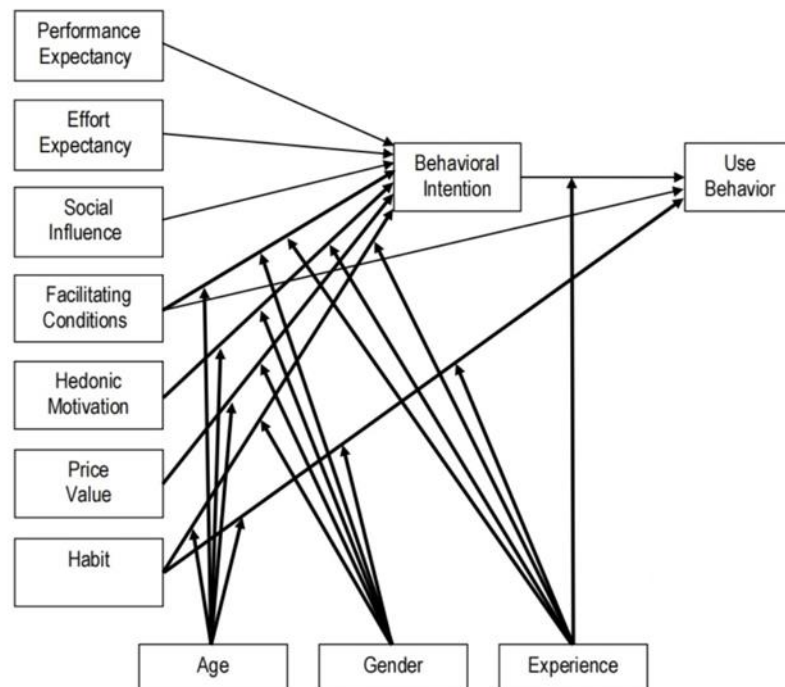 Performance
Expectancy
Effort
Expectancy
Behavioral
Intention
Use
Behavior
Social
Influence
Facilitating
Conditions
Hedonic
Motivation
Price
Value
Habit
Age
Gender
Experience